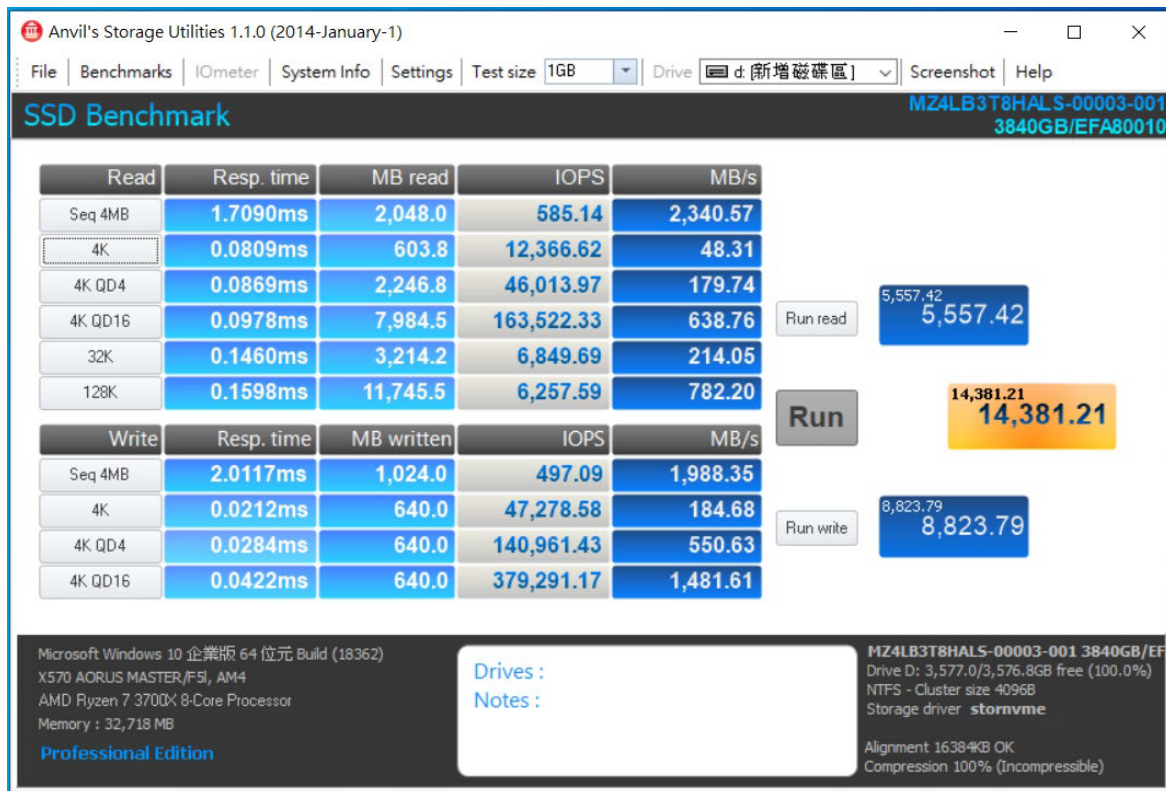 Anvil's Storage Utilities 1.1.0 (2014-January-1)
File Benchmarks IOmeter System Info Settings Test size 1GB Drive d: [新增磁碟區] Screenshot Help
SSD Benchmark
MZ4LB3T8HALS-00003-001
3840GB/EFA80010
Read Resp. time MB read IOPS MB/s
Seq 4MB 1.7090ms 2,048.0 585.14 2,340.57
4K 0.0809ms 603.8 12,366.62 48.31
4K QD4 0.0869ms 2,246.8 46,013.97 179.74
4K QD16 0.0978ms 7,984.5 163,522.33 638.76
32K 0.1460ms 3,214.2 6,849.69 214.05
128K 0.1598ms 11,745.5 6,257.59 782.20
Run read
5,557.42
5,557.42
Run
14,381.21
14,381.21
Write Resp. time MB written IOPS MB/s
Seq 4MB 2.0117ms 1,024.0 497.09 1,988.35
4K 0.0212ms 640.0 47,278.58 184.68
4K QD4 0.0284ms 640.0 140,961.43 550.63
4K QD16 0.0422ms 640.0 379,291.17 1,481.61
Run write
8,823.79
8,823.79
Microsoft Windows 10 企業版 64 位元 Build (18362)
X570 AORUS MASTER/F5l, AM4
AMD Ryzen 7 3700X 8-Core Processor
Memory : 32,718 MB
Professional Edition
Drives :
Notes :
MZ4LB3T8HALS-00003-001 3840GB/EF
Drive D: 3,577.0/3,576.8GB free (100.0%)
NTFS - Cluster size 4096B
Storage driver stornvme
Alignment 16384KB OK
Compression 100% (Incompressible)